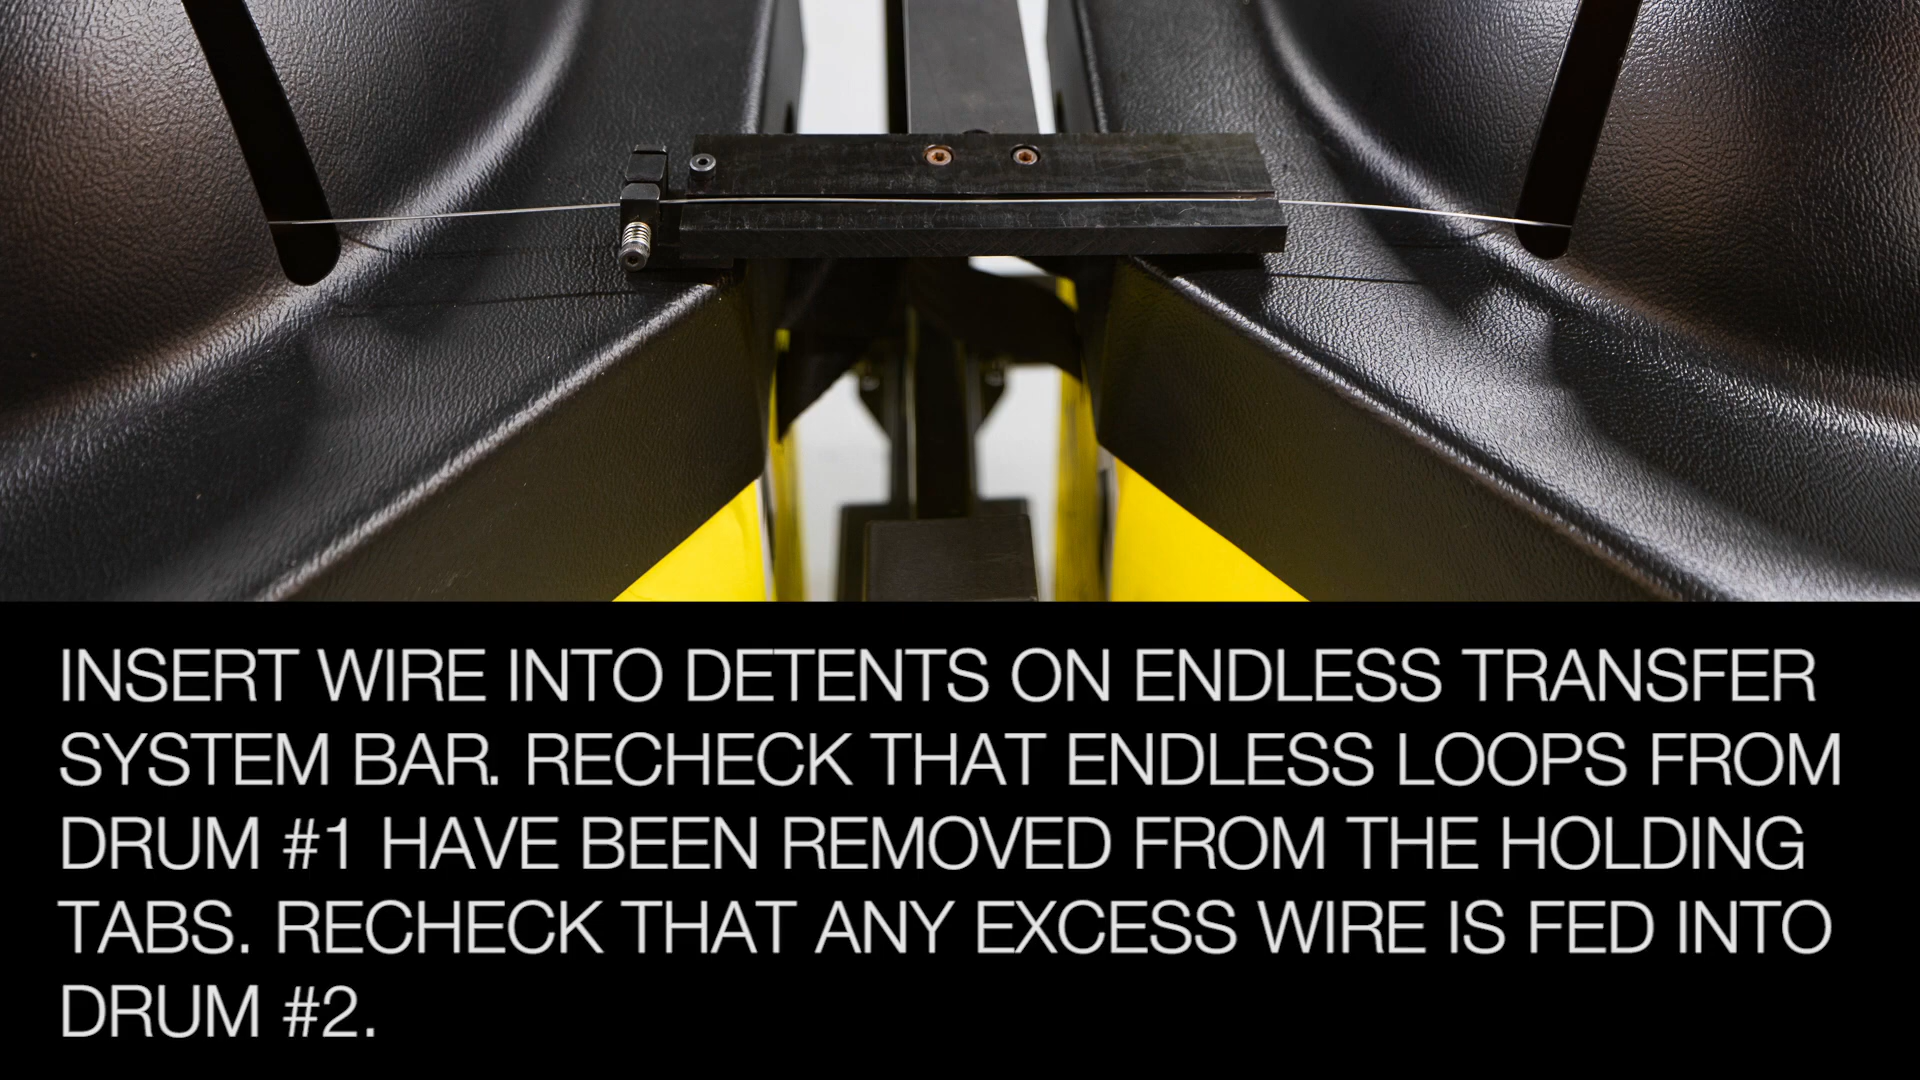 INSERT WIRE INTO DETENTS ON ENDLESS TRANSFER
SYSTEM BAR. RECHECK THAT ENDLESS LOOPS FROM
DRUM #1 HAVE BEEN REMOVED FROM THE HOLDING
TABS. RECHECK THAT ANY EXCESS WIRE IS FED INTO
DRUM #2.